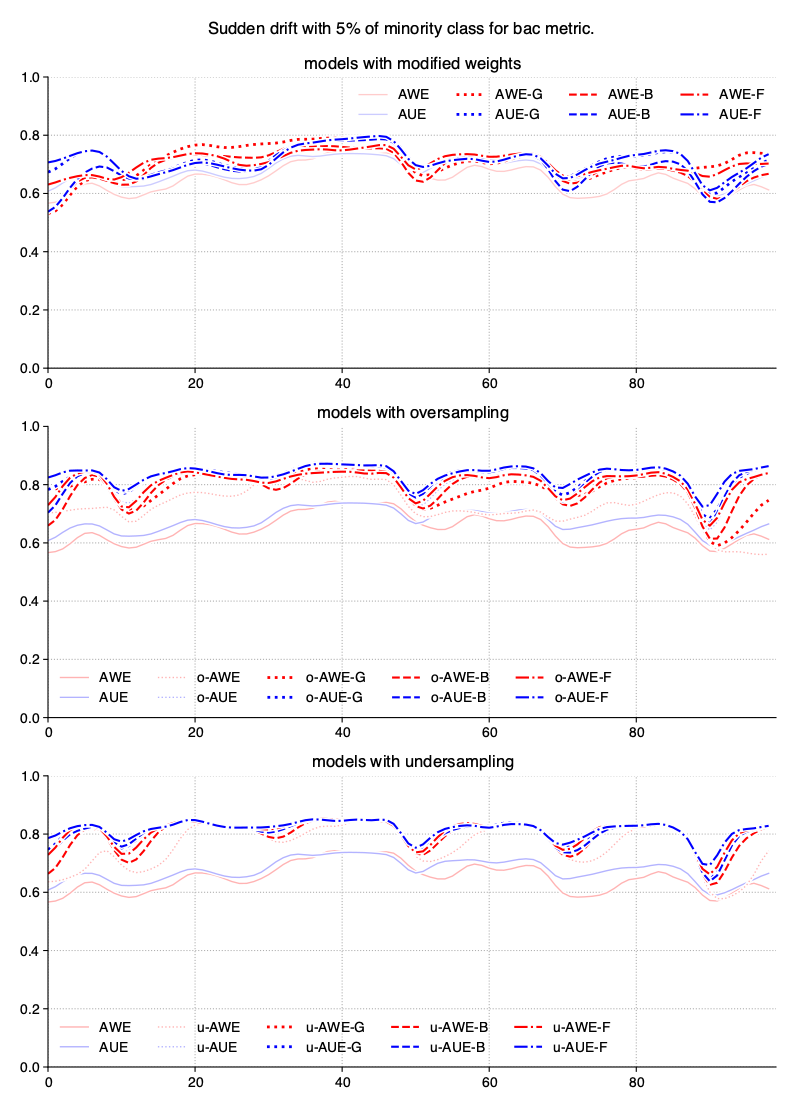 Sudden drift with 5% of minority class for bac metric.
models with modified weights
1.0
AWE AWE-G AWE-B AWE-F
AUE AUE-G AUE-B AUE-F
0.8
0.6
0.4
0.2
0.0
0 20 40 60 80
models with oversampling
1.0
0.8
0.6
0.4
0.2
AWE o-AWE o-AWE-G o-AWE-B o-AWE-F
AUE o-AUE o-AUE-G o-AUE-B o-AUE-F
0.0
0 20 40 60 80
models with undersampling
1.0
0.8
0.6
0.4
0.2
AWE u-AWE u-AWE-G u-AWE-B u-AWE-F
AUE u-AUE u-AUE-G u-AUE-B u-AUE-F
0.0
0 20 40 60 80